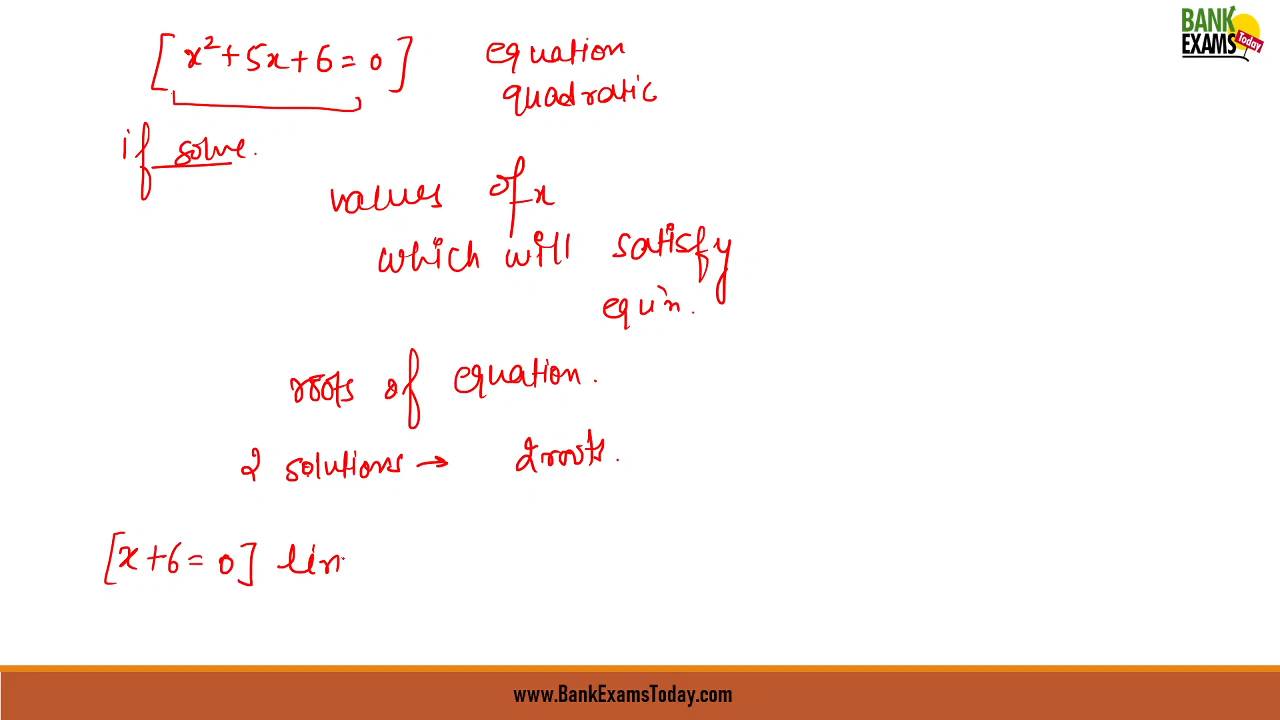 BANK
EXAMS Today
[x²+5x+6=0] equation
quadratic
if solve.
values of x
which will satisfy
equ'n.
roots of equation.
2 solutions → 2 roots.
[x+6=0] lin
www.BankExamsToday.com